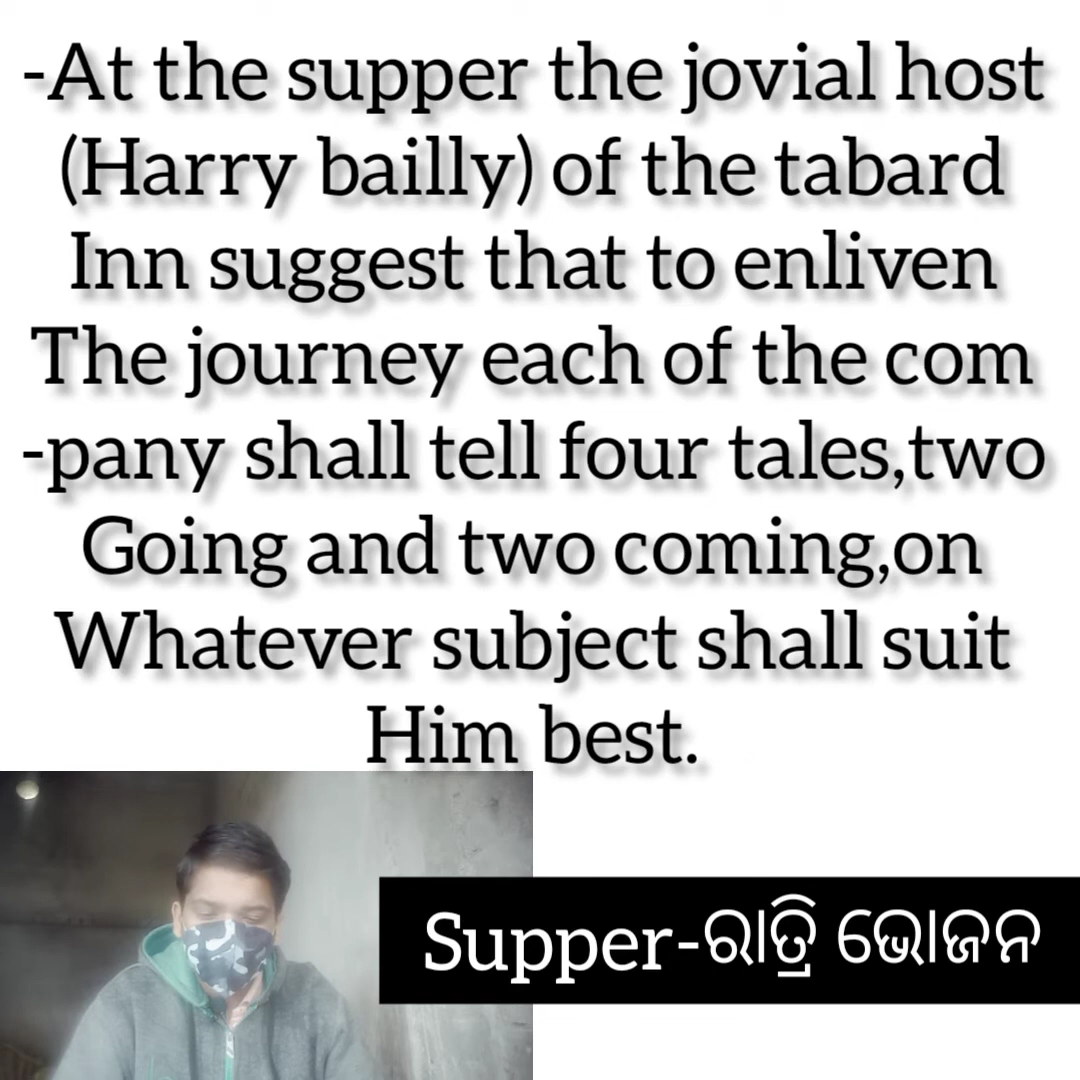 -At the supper the jovial host
(Harry bailly) of the tabard
Inn suggest that to enliven
The journey each of the com
-pany shall tell four tales,two
Going and two coming,on
Whatever subject shall suit
Him best.
Supper-ରାତ୍ରି ଭୋଜନ